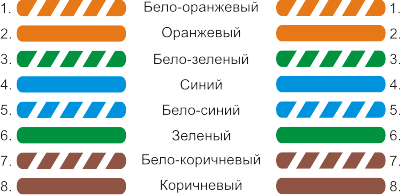 1. Бело-оранжевый 1.
2. Оранжевый 2.
3. Бело-зеленый 3.
4. Синий 4.
5. Бело-синий 5.
6. Зеленый 6.
7. Бело-коричневый 7.
8. Коричневый 8.